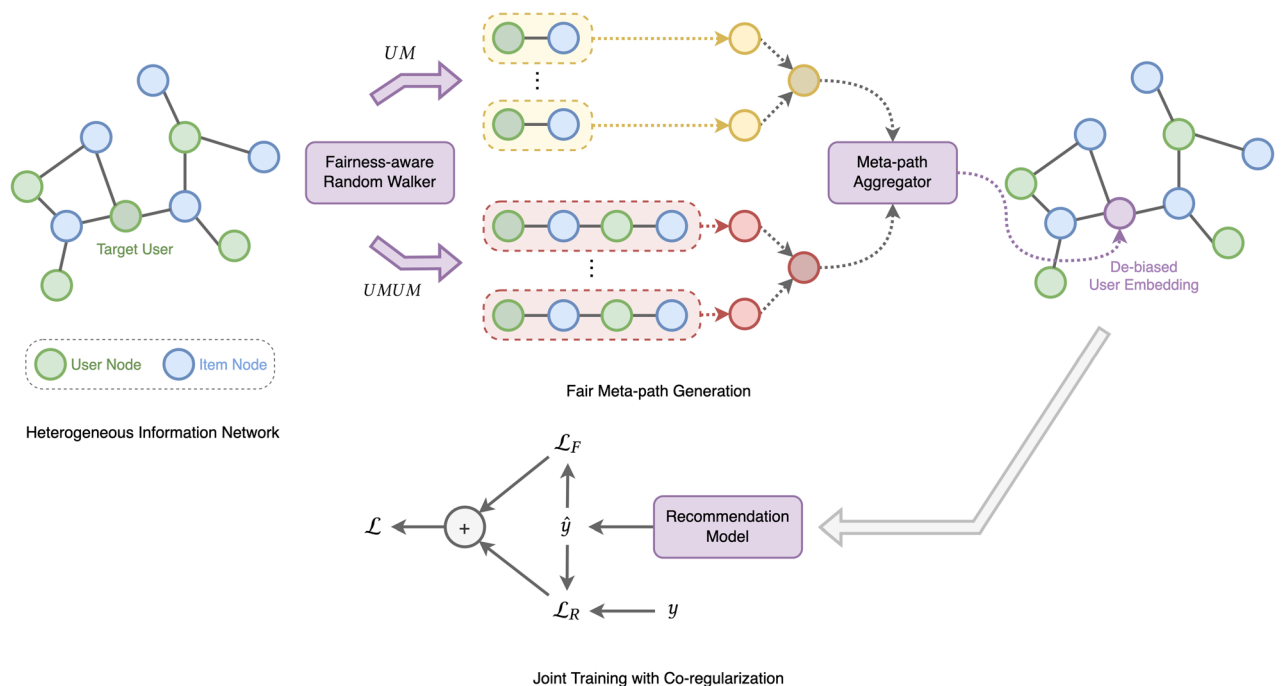 UM
Fairness-aware
Random Walker
UMUM
Target User
User Node
Item Node
Heterogeneous Information Network
⋮
⋮
Fair Meta-path Generation
Meta-path
Aggregator
De-biased
User Embedding
ℒ_F
ℒ
+
ŷ
Recommendation
Model
ℒ_R
y
Joint Training with Co-regularization